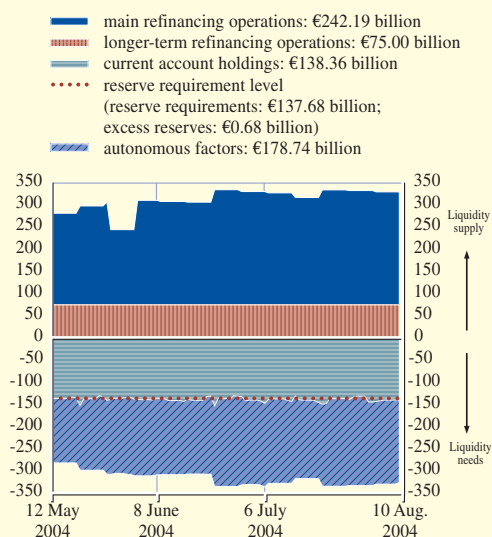 main refinancing operations: €242.19 billion
longer-term refinancing operations: €75.00 billion
current account holdings: €138.36 billion
reserve requirement level
(reserve requirements: €137.68 billion;
excess reserves: €0.68 billion)
autonomous factors: €178.74 billion
350 350
300 300
250 250
200 200
150 150
100 100
50 50
0 0
-50 -50
-100 -100
-150 -150
-200 -200
-250 -250
-300 -300
-350 -350
Liquidity
supply
Liquidity
needs
12 May 8 June 6 July 10 Aug.
2004 2004 2004 2004